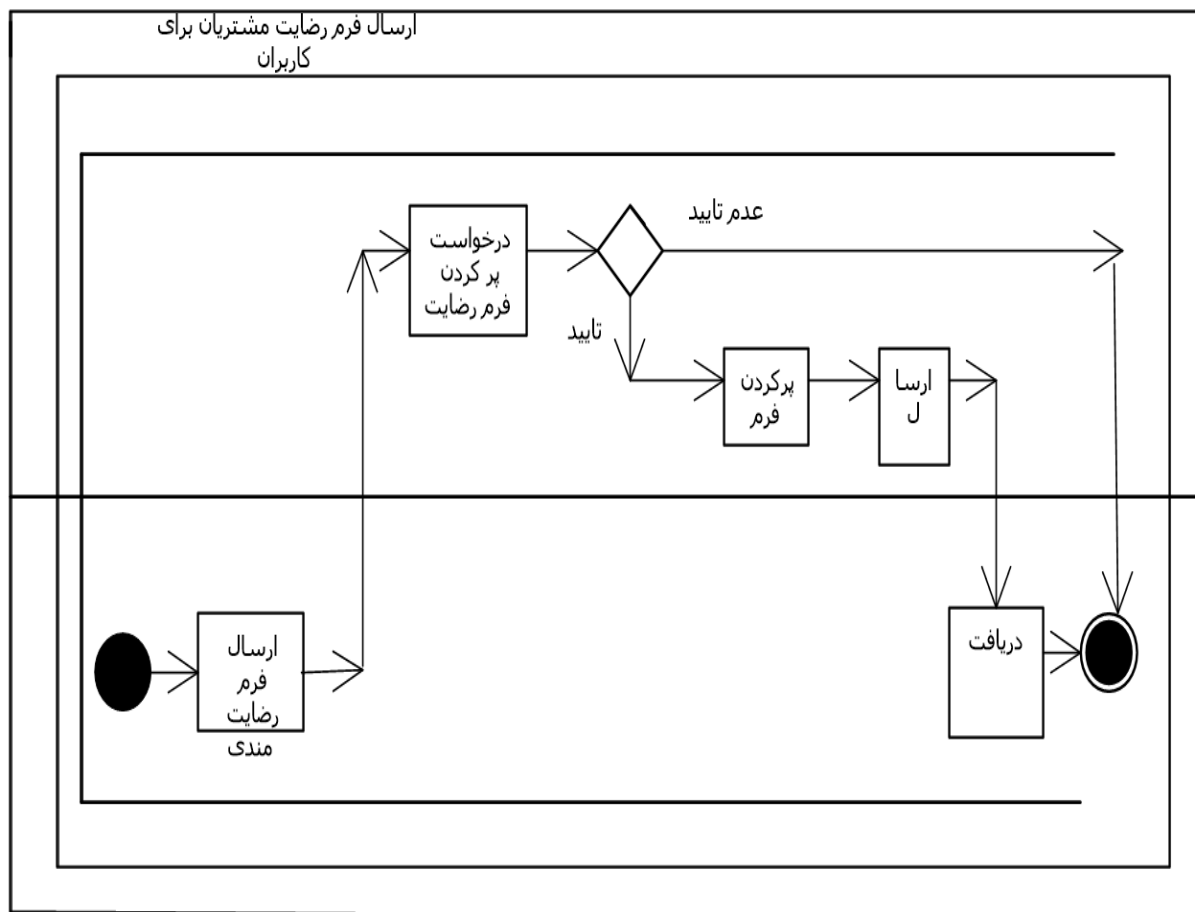 ارسال فرم رضایت مشتریان برای
کاربران
درخواست
پر کردن
فرم رضایت
عدم تایید
تایید
پرکردن
فرم
ارسا
ل
ارسال
فرم
رضایت
مندی
دریافت